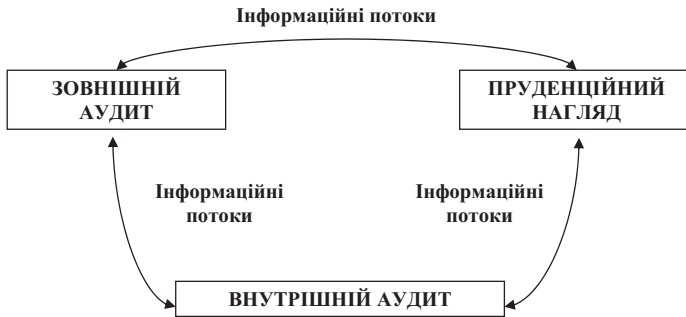 Інформаційні потоки
ЗОВНІШНІЙ
АУДИТ
ПРУДЕНЦІЙНИЙ
НАГЛЯД
Інформаційні
потоки
Інформаційні
потоки
ВНУТРІШНІЙ АУДИТ